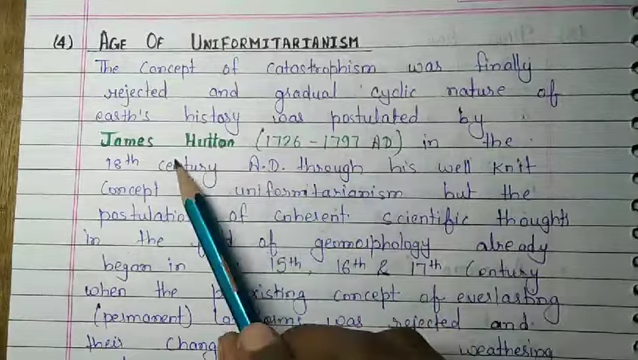 (4) AGE OF UNIFORMITARIANISM
The Concept of catastrophism was finally
rejected and gradual cyclic nature of
earth's history was postulated by
James Hutton (1726 - 1797 AD) in the
18th century A.D. through his well knit
Concept uniformitarianism but the
postulation of coherent scientific thoughts
in the of geomorphology already
began in 15th, 16th & 17th Century
when the existing concept of everlasting
(permanent) was rejected and
their weathering